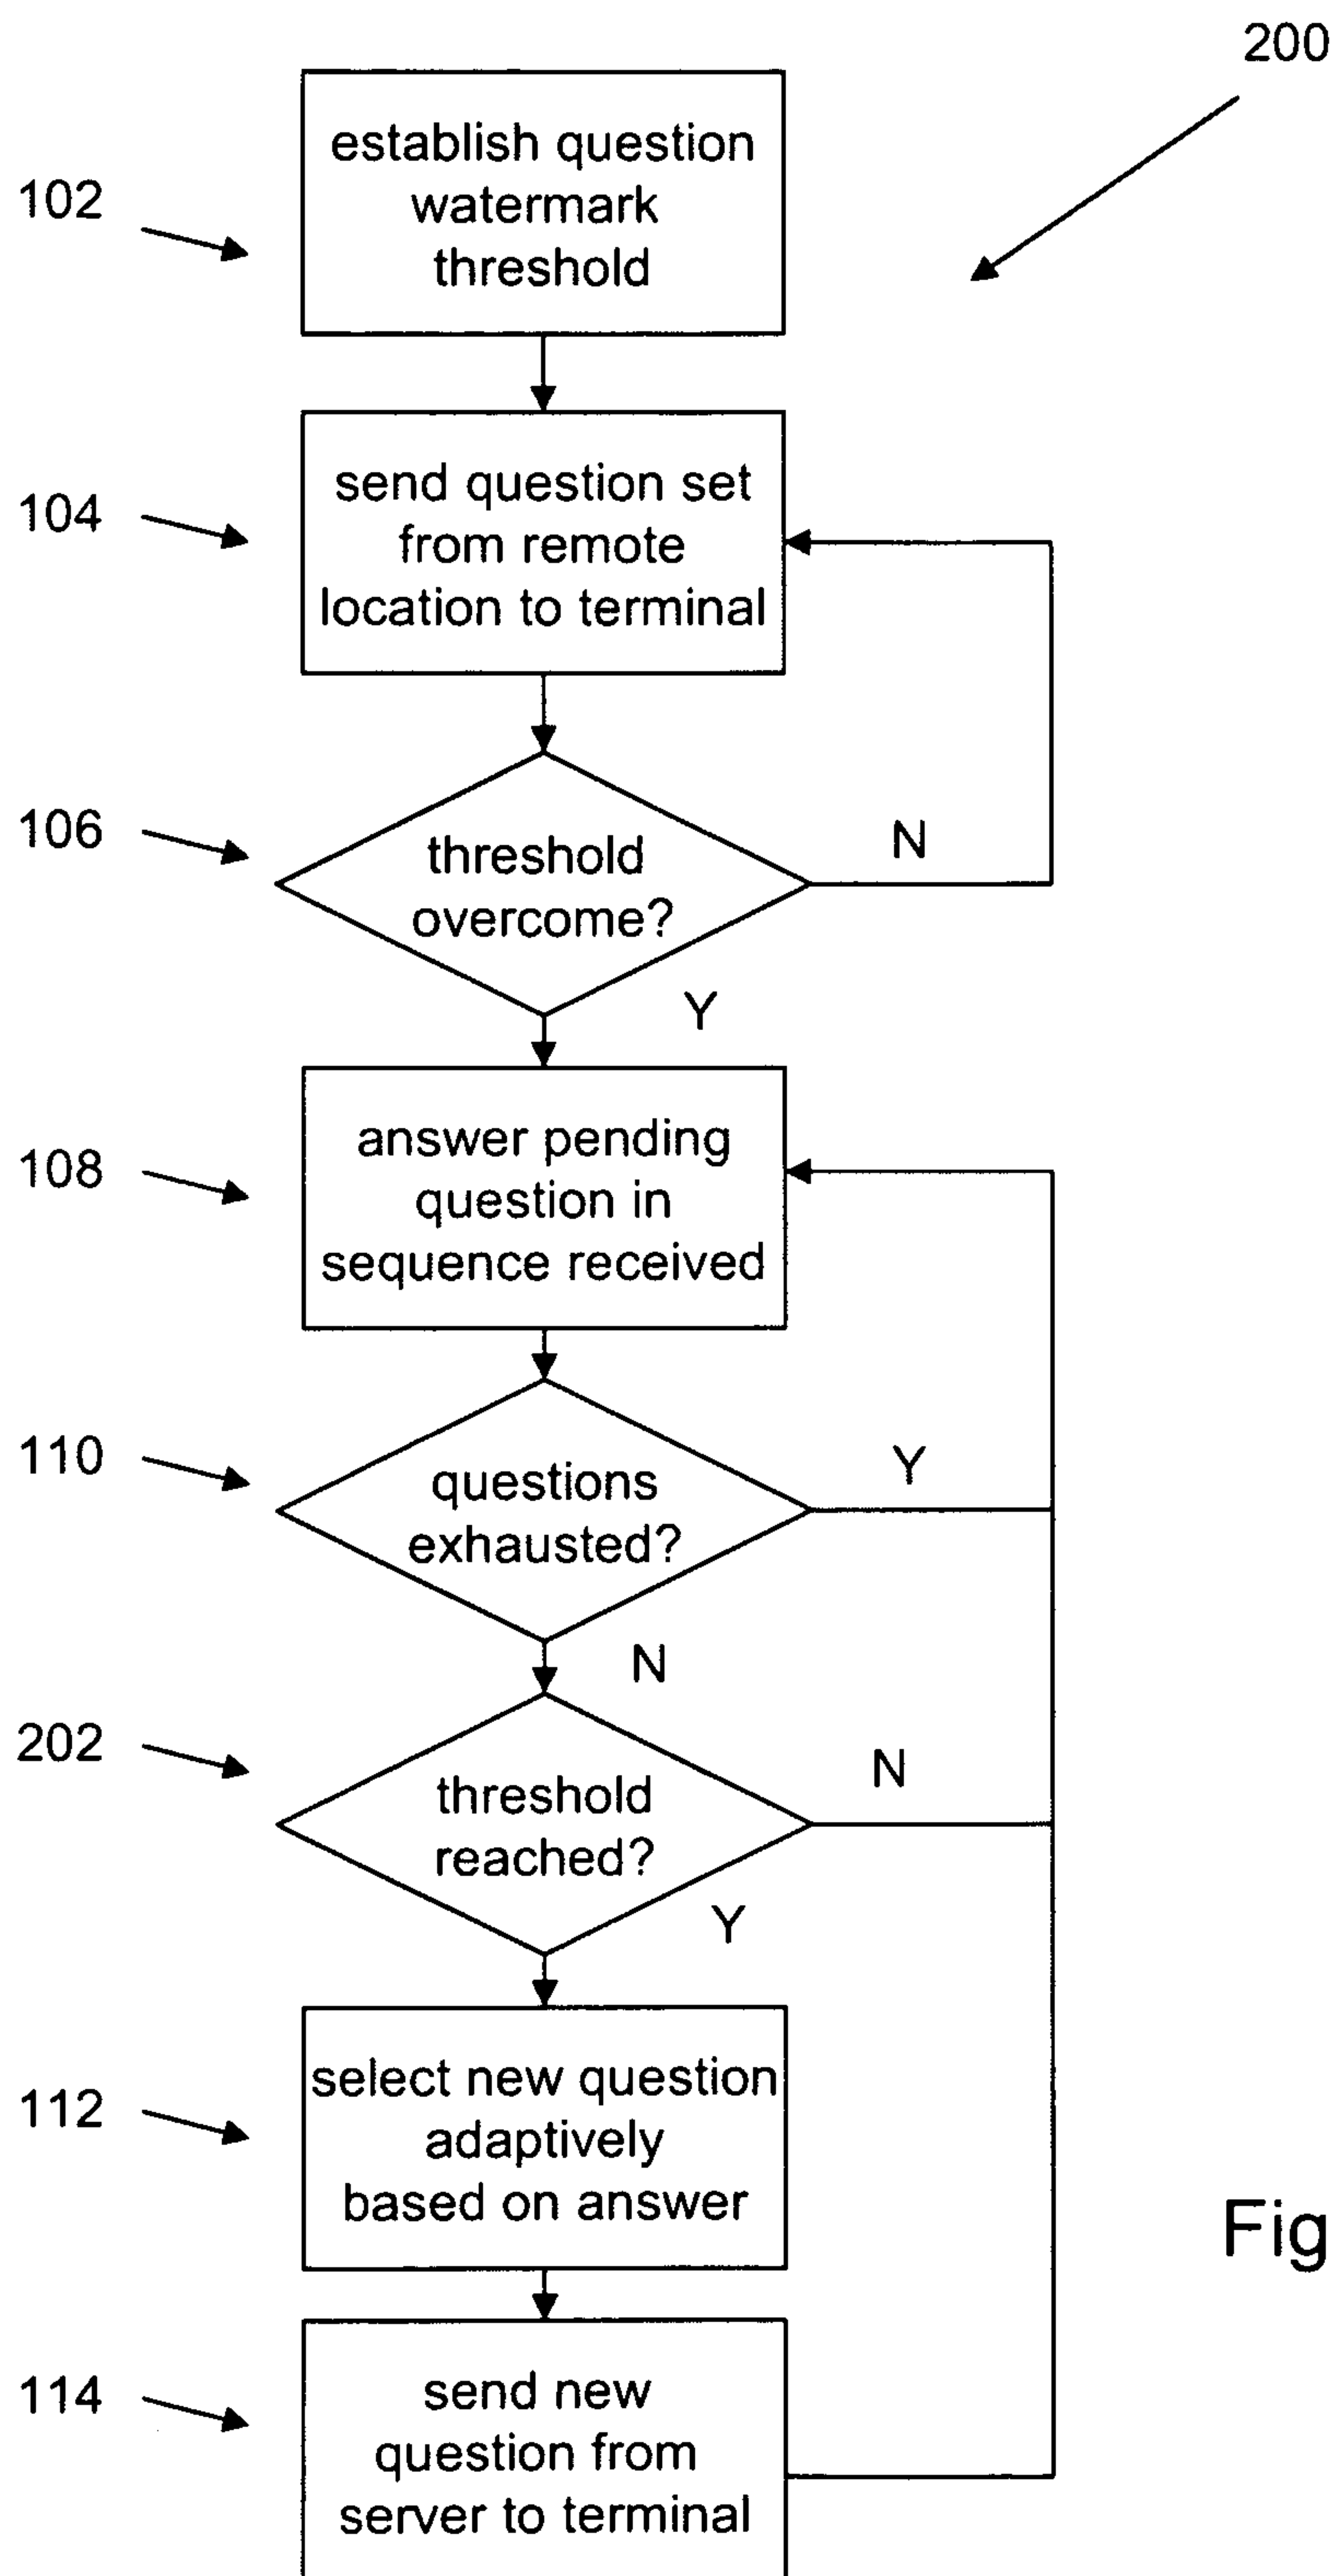 200
102
establish question
watermark
threshold
104
send question set
from remote
location to terminal
106
threshold
overcome?
N
Y
108
answer pending
question in
sequence received
110
questions
exhausted?
Y
N
202
threshold
reached?
N
Y
112
select new question
adaptively
based on answer
Fig
114
send new
question from
server to terminal